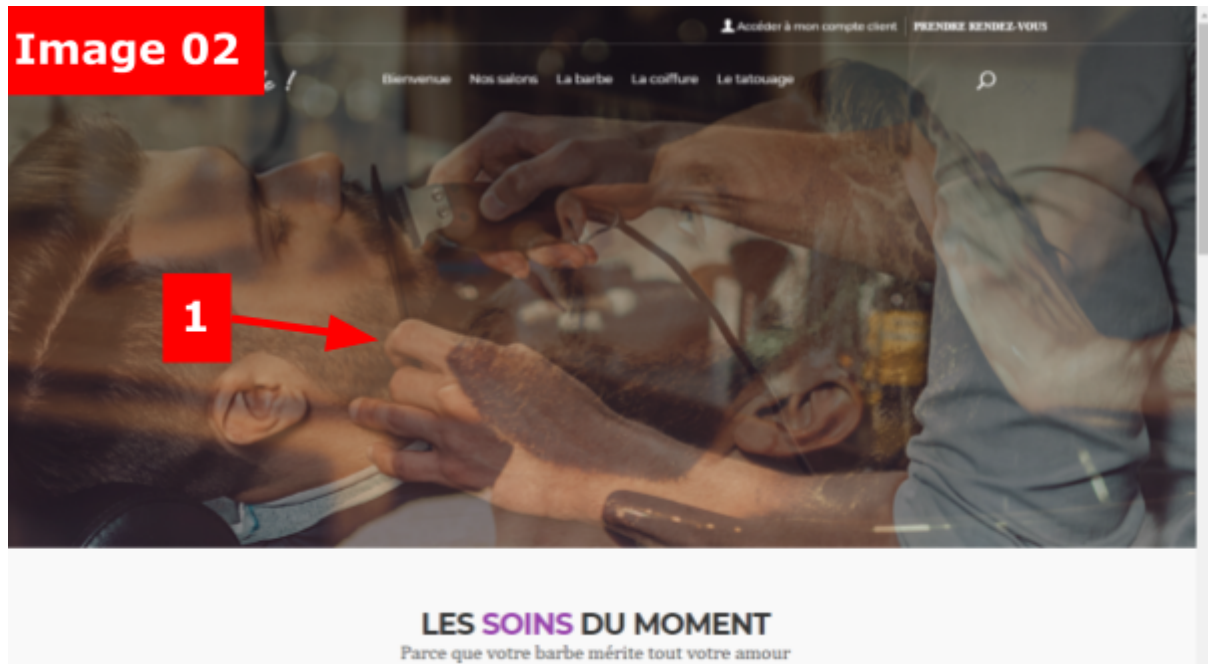 Image 02
Accéder à mon compte client PRENDRE RENDEZ-VOUS
Bienvenue Nos salons La barbe La coiffure Le tatouage
1
LES SOINS DU MOMENT
Parce que votre barbe mérite tout votre amour